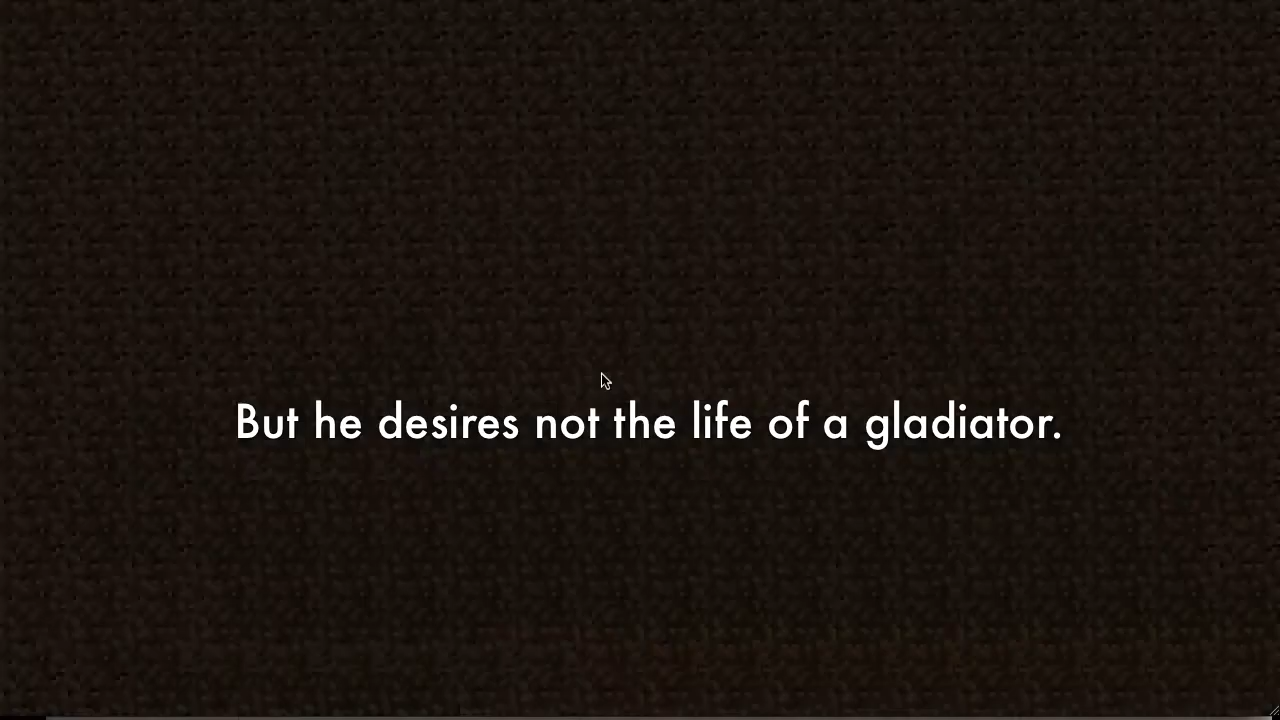 But he desires not the life of a gladiator.